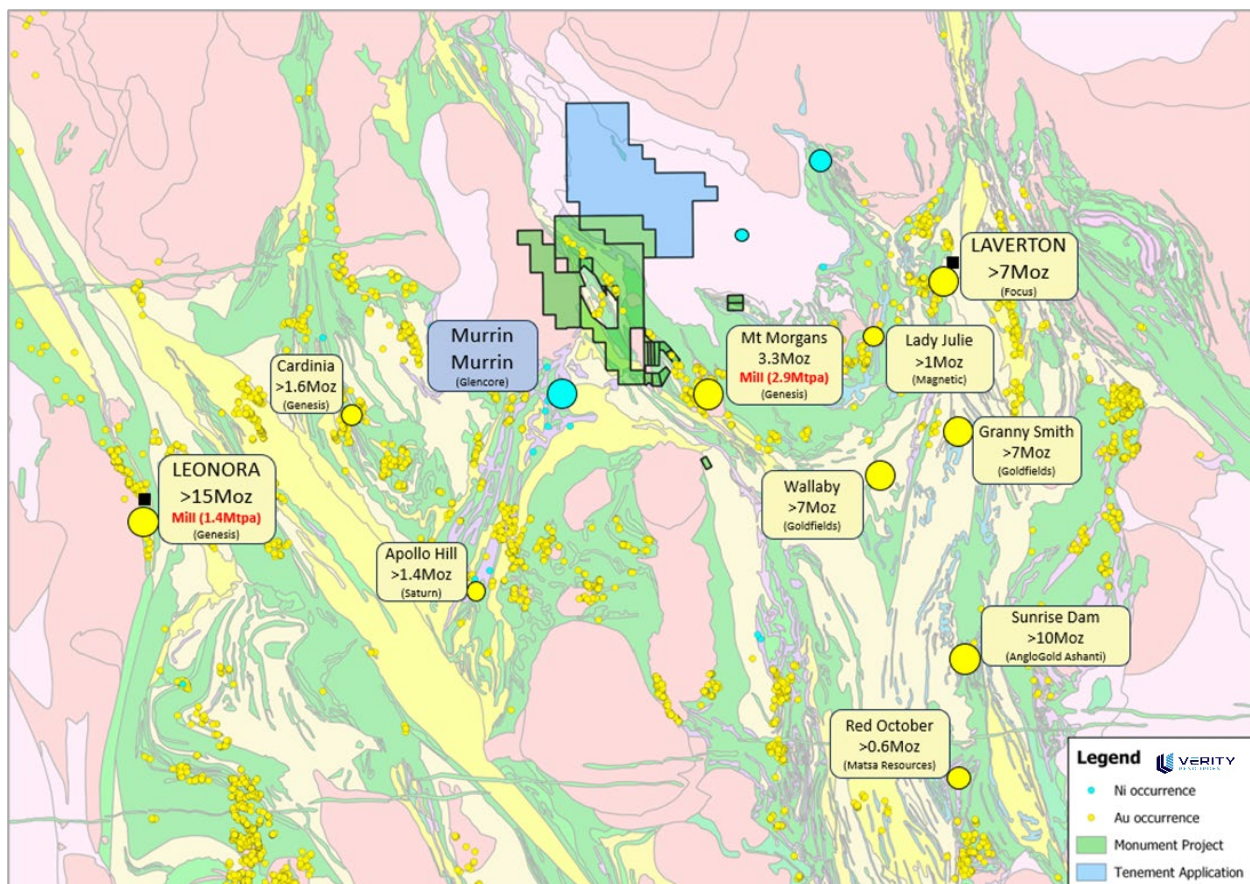 LAVERTON
>7Moz
(Focus)
Murrin
Murrin
(Glencore)
Mt Morgans
3.3Moz
Mill (2.9Mtpa)
(Genesis)
Lady Julie
>1Moz
(Magnetic)
Cardinia
>1.6Moz
(Genesis)
Granny Smith
>7Moz
(Goldfields)
LEONORA
>15Moz
Mill (1.4Mtpa)
(Genesis)
Wallaby
>7Moz
(Goldfields)
Apollo Hill
>1.4Moz
(Saturn)
Sunrise Dam
>10Moz
(AngloGold Ashanti)
Red October
>0.6Moz
(Matsa Resources)
Legend
VERITY
RESOURCES
Ni occurrence
Au occurrence
Monument Project
Tenement Application